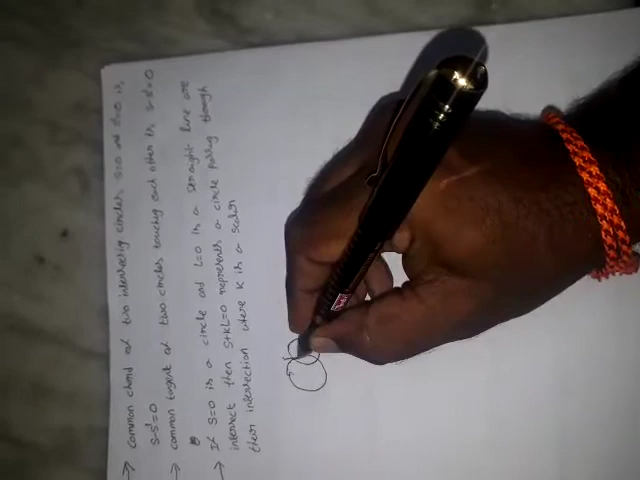 → Common chord of two intersecting circles S=0 and S'=0 is
S-S'=0
→ common tangent of two circles touching each other is S-S'=0
→ If S=0 is a circle and L=0 is a straight line are
intersect then S+KL=0 represents a circle passing through
their intersection where K is a scalar